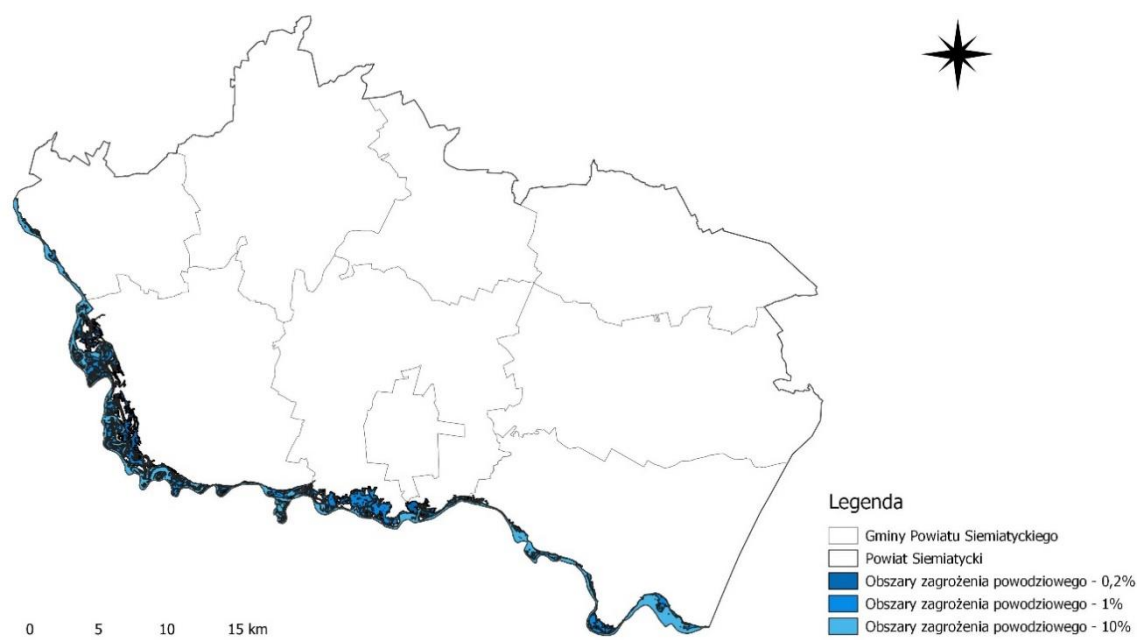 Legenda
Gminy Powiatu Siemiatyckiego
Powiat Siemiatycki
Obszary zagrożenia powodziowego - 0,2%
Obszary zagrożenia powodziowego - 1%
Obszary zagrożenia powodziowego - 10%
0 5 10 15 km